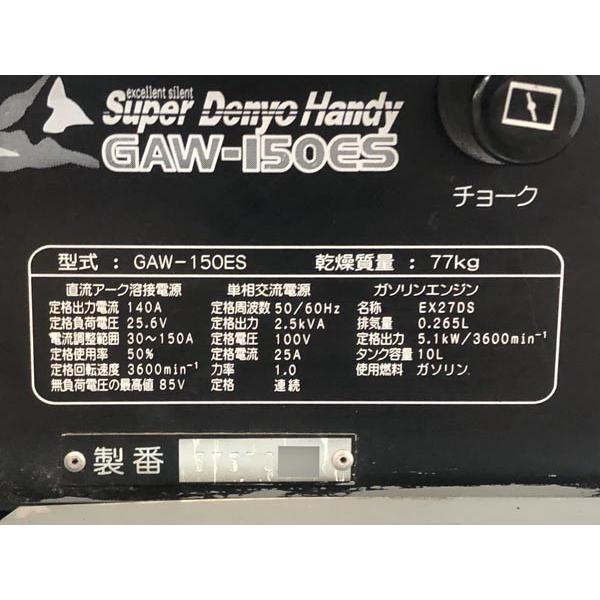 excellent silent
Super Denyo Handy
GAW-150ES
チョーク
型式 : GAW-150ES 乾燥質量 : 77kg
直流アーク溶接電源
定格出力電流 140A
定格負荷電圧 25.6V
電流調整範囲 30～150A
定格使用率 50%
定格回転速度 3600min⁻¹
無負荷電圧の最高値 85V
単相交流電源
定格周波数 50/60Hz
定格出力 2.5kVA
定格電圧 100V
定格電流 25A
力率 1.0
定格 連続
ガソリンエンジン
名称 EX27DS
排気量 0.265L
定格出力 5.1kW/3600min⁻¹
タンク容量 10L
使用燃料 ガソリン
製番